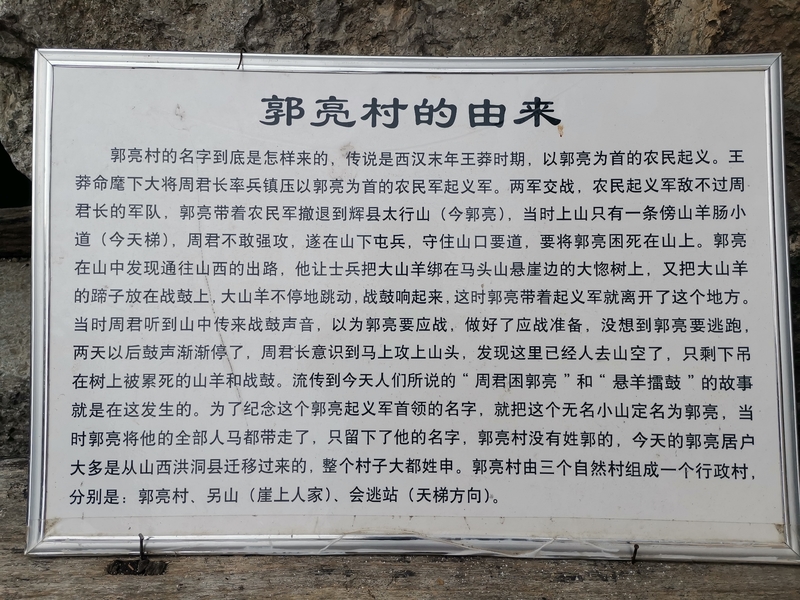 郭亮村的由来
郭亮村的名字到底是怎样来的，传说是西汉末年王莽时期，以郭亮为首的农民起义。王
莽命麾下大将周君长率兵镇压以郭亮为首的农民军起义军。两军交战，农民起义军敌不过周
君长的军队，郭亮带着农民军撤退到辉县太行山（今郭亮），当时上山只有一条傍山羊肠小
道（今天梯），周君不敢强攻，遂在山下屯兵，守住山口要道，要将郭亮困死在山上。郭亮
在山中发现通往山西的出路，他让士兵把大山羊绑在马头山悬崖边的大惚树上，又把大山羊
的蹄子放在战鼓上，大山羊不停地跳动，战鼓响起来，这时郭亮带着起义军就离开了这个地方。
当时周君听到山中传来战鼓声音，以为郭亮要应战，做好了应战准备，没想到郭亮要逃跑，
两天以后鼓声渐渐停了，周君长意识到马上攻上山头，发现这里已经人去山空了，只剩下吊
在树上被累死的山羊和战鼓。流传到今天人们所说的“周君困郭亮”和“悬羊擂鼓”的故事
就是在这发生的。为了纪念这个郭亮起义军首领的名字，就把这个无名小山定名为郭亮，当
时郭亮将他的全部人马都带走了，只留下了他的名字，郭亮村没有姓郭的，今天的郭亮居户
大多是从山西洪洞县迁移过来的，整个村子大都姓申。郭亮村由三个自然村组成一个行政村，
分别是：郭亮村、另山（崖上人家）、会逃站（天梯方向）。